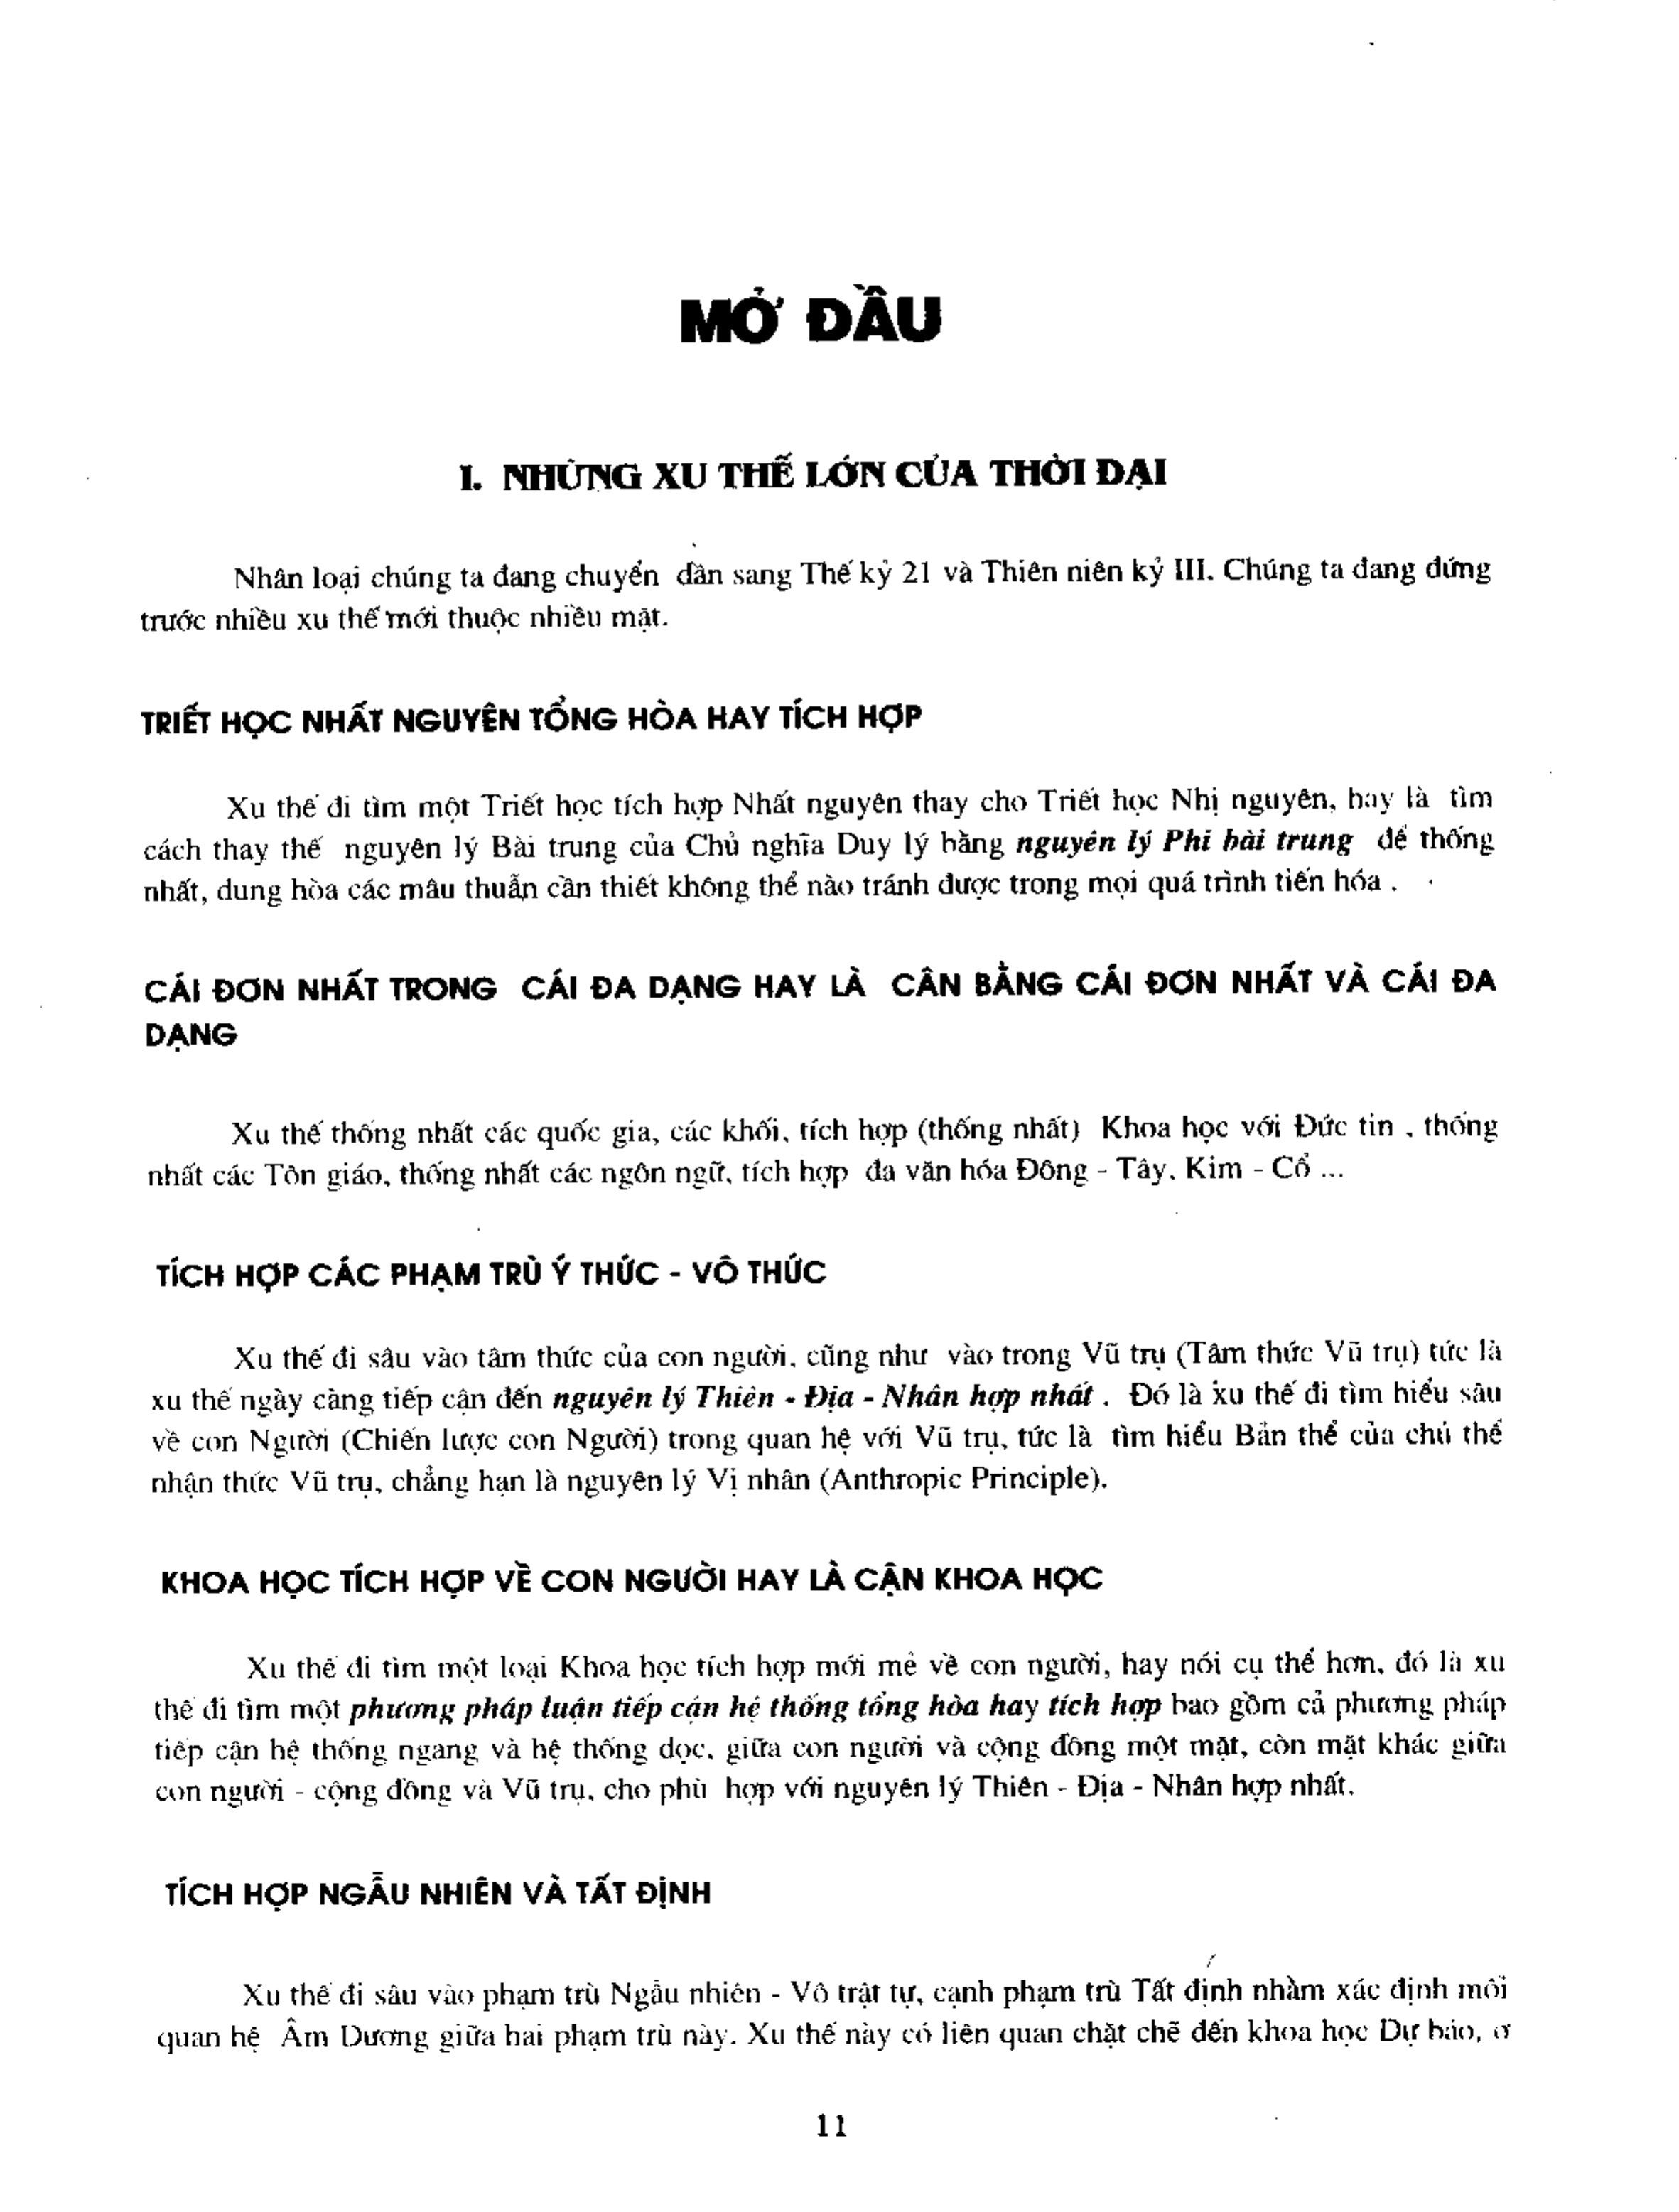 MỞ ĐẦU
I. NHỮNG XU THẾ LỚN CỦA THỜI ĐẠI
Nhân loại chúng ta đang chuyển dần sang Thế kỷ 21 và Thiên niên kỷ III. Chúng ta đang đứng
trước nhiều xu thế mới thuộc nhiều mặt.
TRIẾT HỌC NHẤT NGUYÊN TỔNG HÒA HAY TÍCH HỢP
Xu thế đi tìm một Triết học tích hợp Nhất nguyên thay cho Triết học Nhị nguyên, hay là tìm
cách thay thế nguyên lý Bài trung của Chủ nghĩa Duy lý bằng nguyên lý Phi bài trung để thống
nhất, dung hòa các mâu thuẫn cần thiết không thể nào tránh được trong mọi quá trình tiến hóa .
CÁI ĐƠN NHẤT TRONG CÁI ĐA DẠNG HAY LÀ CÂN BẰNG CÁI ĐƠN NHẤT VÀ CÁI ĐA
DẠNG
Xu thế thống nhất các quốc gia, các khối, tích hợp (thống nhất) Khoa học với Đức tin , thống
nhất các Tôn giáo, thống nhất các ngôn ngữ, tích hợp đa văn hóa Đông - Tây, Kim - Cổ ...
TÍCH HỢP CÁC PHẠM TRÙ Ý THỨC - VÔ THỨC
Xu thế đi sâu vào tâm thức của con người, cũng như vào trong Vũ trụ (Tâm thức Vũ trụ) tức là
xu thế ngày càng tiếp cận đến nguyên lý Thiên - Địa - Nhân hợp nhất . Đó là xu thế đi tìm hiểu sâu
về con Người (Chiến lược con Người) trong quan hệ với Vũ trụ, tức là tìm hiểu Bản thể của chủ thể
nhận thức Vũ trụ, chẳng hạn là nguyên lý Vị nhân (Anthropic Principle).
KHOA HỌC TÍCH HỢP VỀ CON NGƯỜI HAY LÀ CẬN KHOA HỌC
Xu thế đi tìm một loại Khoa học tích hợp mới mẻ về con người, hay nói cụ thể hơn, đó là xu
thế đi tìm một phương pháp luận tiếp cận hệ thống tổng hòa hay tích hợp bao gồm cả phương pháp
tiếp cận hệ thống ngang và hệ thống dọc, giữa con người và cộng đồng một mặt, còn mặt khác giữa
con người - cộng đồng và Vũ trụ, cho phù hợp với nguyên lý Thiên - Địa - Nhân hợp nhất.
TÍCH HỢP NGẪU NHIÊN VÀ TẤT ĐỊNH
Xu thế đi sâu vào phạm trù Ngẫu nhiên - Vô trật tự, cạnh phạm trù Tất định nhằm xác định mối
quan hệ Âm Dương giữa hai phạm trù này. Xu thế này có liên quan chặt chẽ đến khoa học Dự báo, ở
11